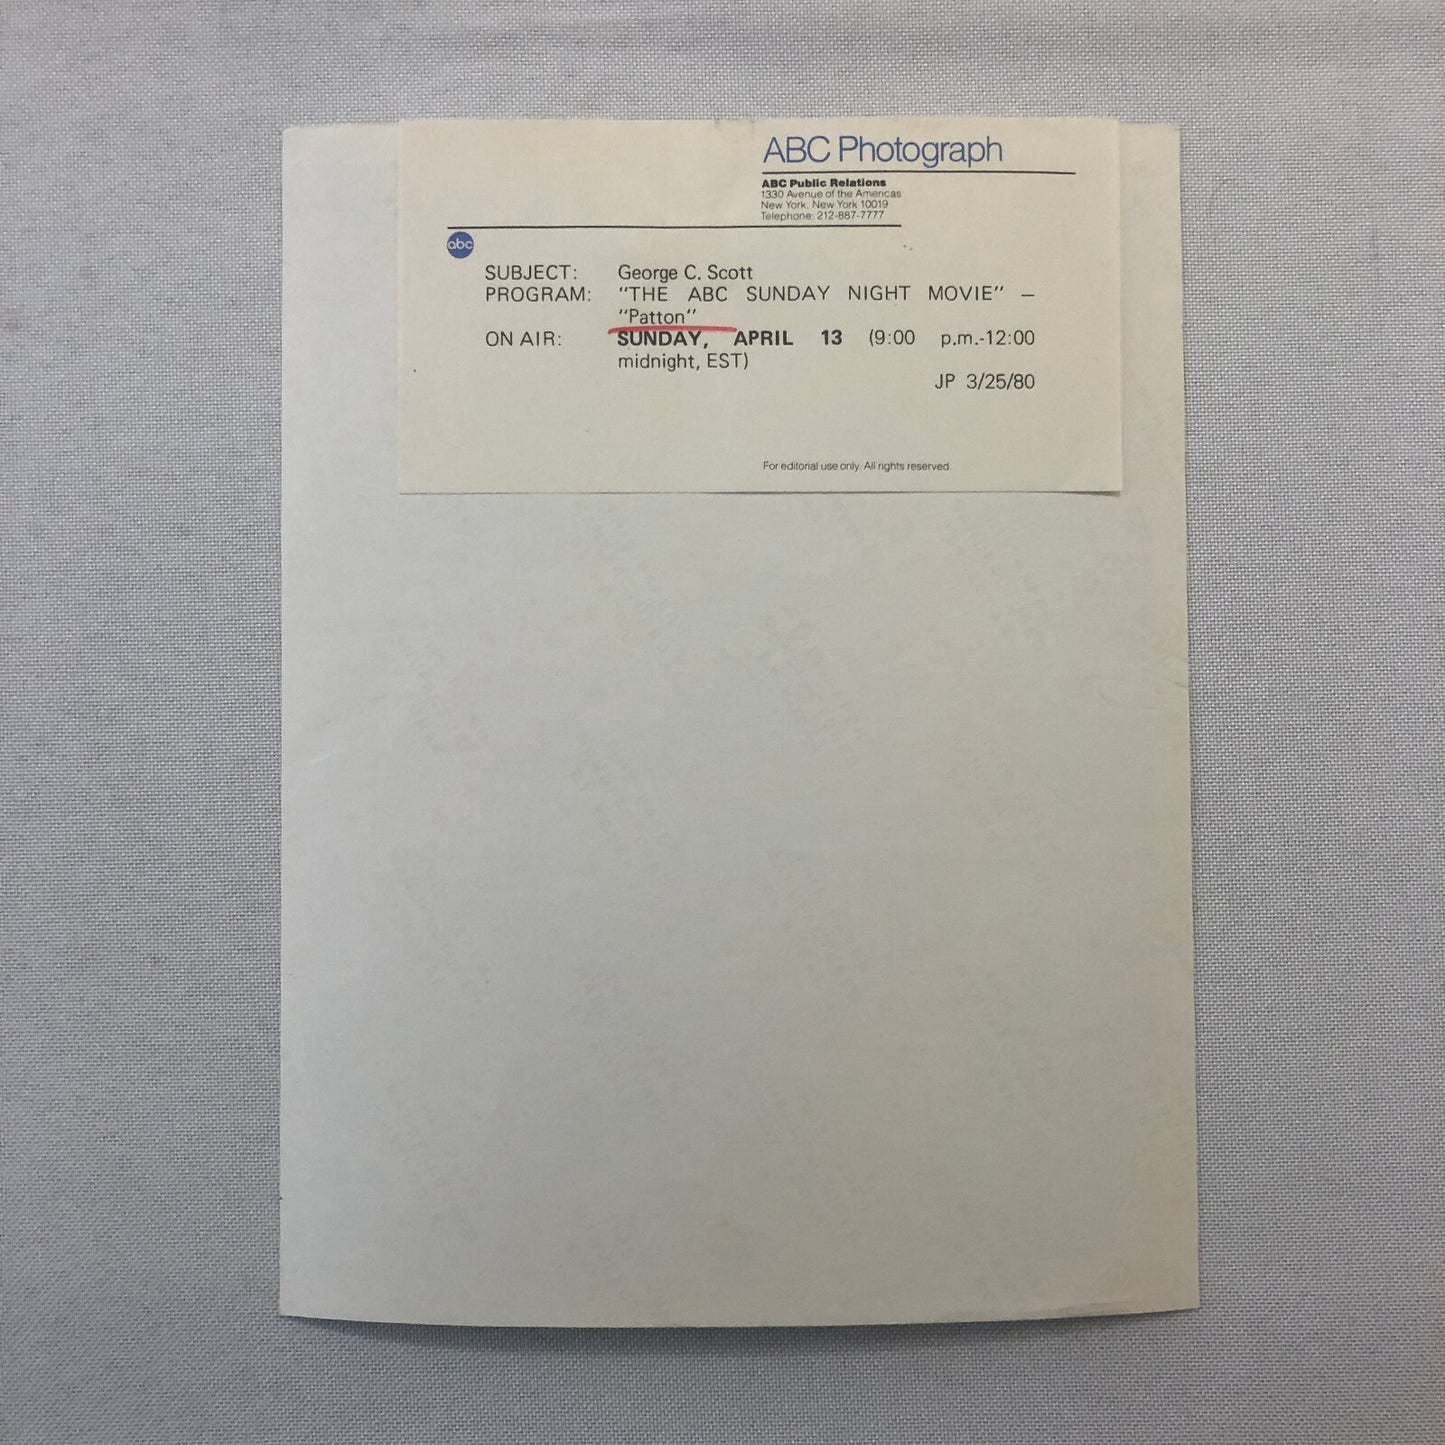 ABC Photograph
ABC Public Relations
1330 Avenue of the Americas
New York, New York 10019
Telephone 212-887-7777
abc
SUBJECT: George C. Scott
PROGRAM: "THE ABC SUNDAY NIGHT MOVIE" —
"Patton"
ON AIR: SUNDAY, APRIL 13 (9:00 p.m.-12:00
midnight, EST)
JP 3/25/80
For editorial use only. All rights reserved.